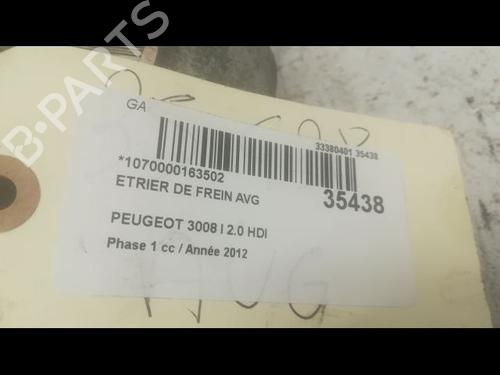 B-PARTS
GA
33380401 35438
*1070000163502
ETRIER DE FREIN AVG
35438
PEUGEOT 3008 I 2.0 HDI
Phase 1 cc / Année 2012
AVG